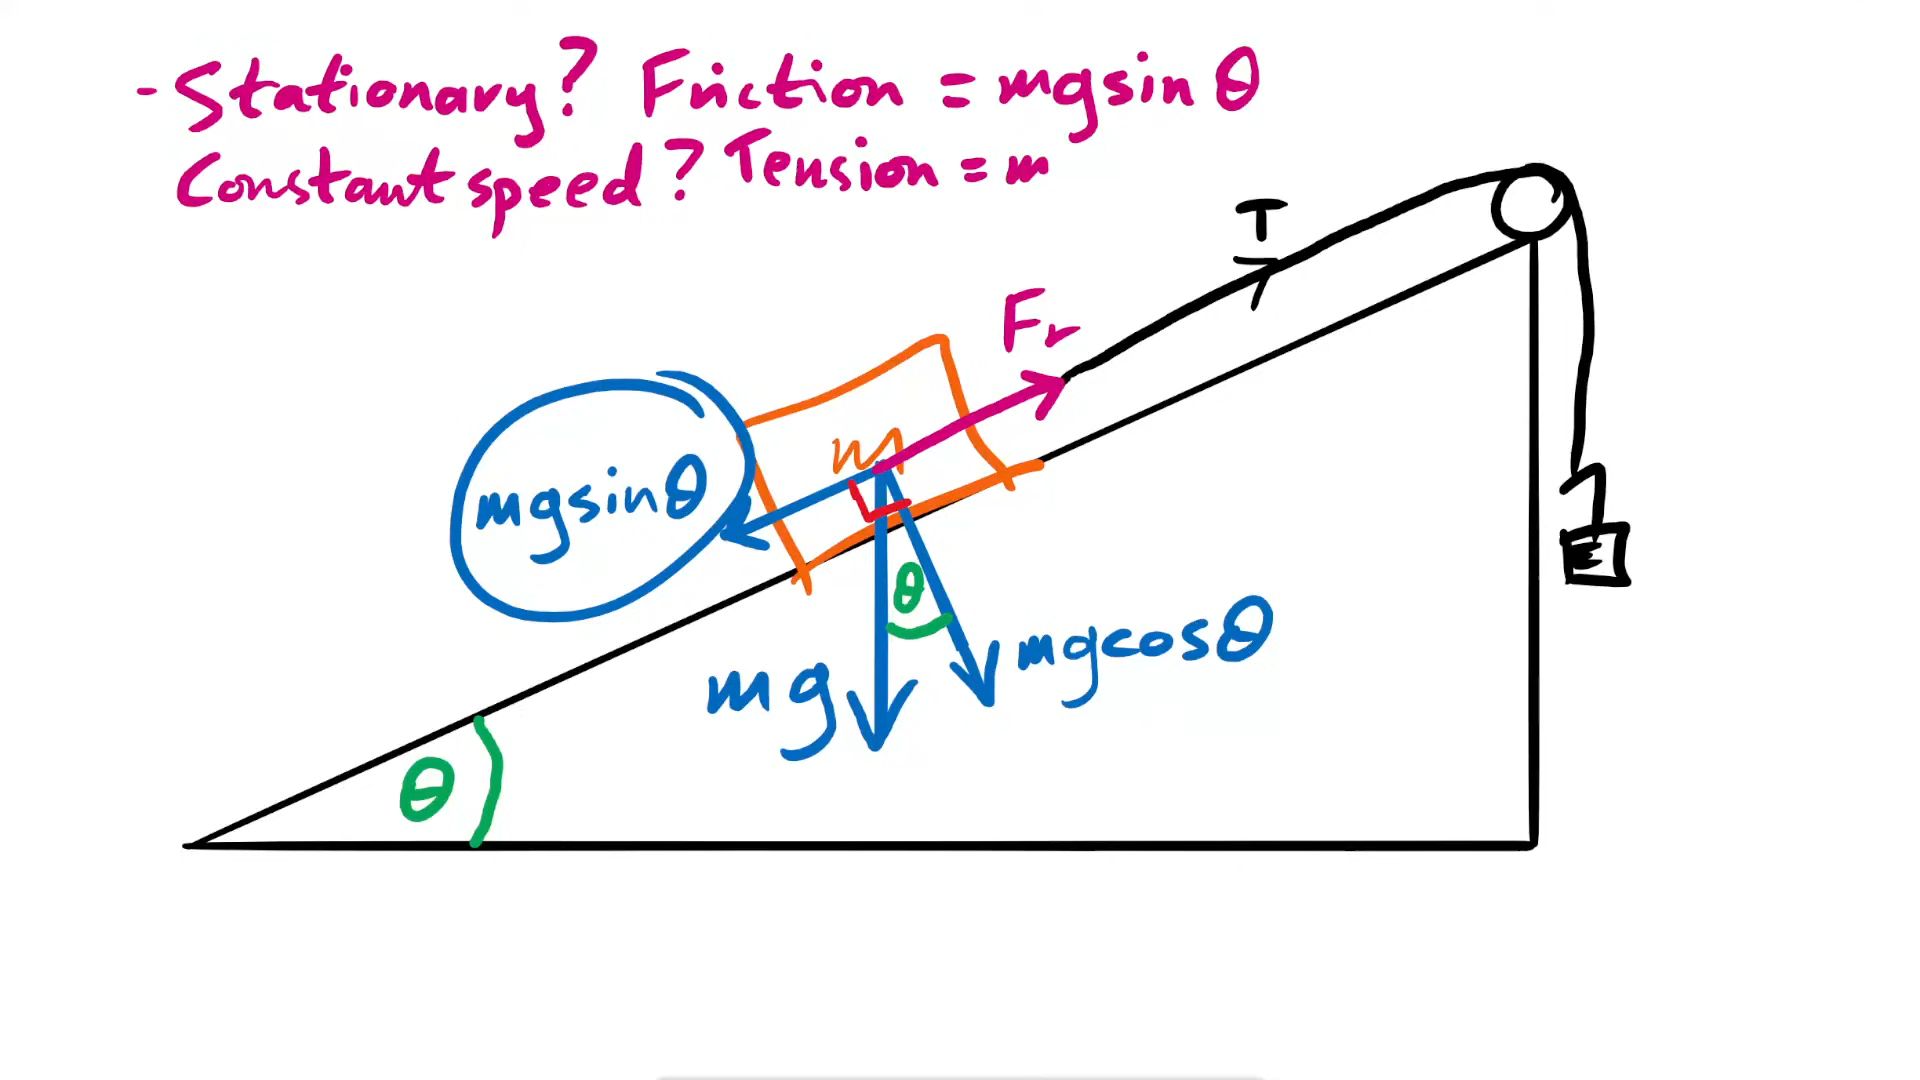 - Stationary? Friction = mgsin θ
Constant speed? Tension = m
T
Fr
m
mgsinθ
θ
mgcosθ
mg
θ